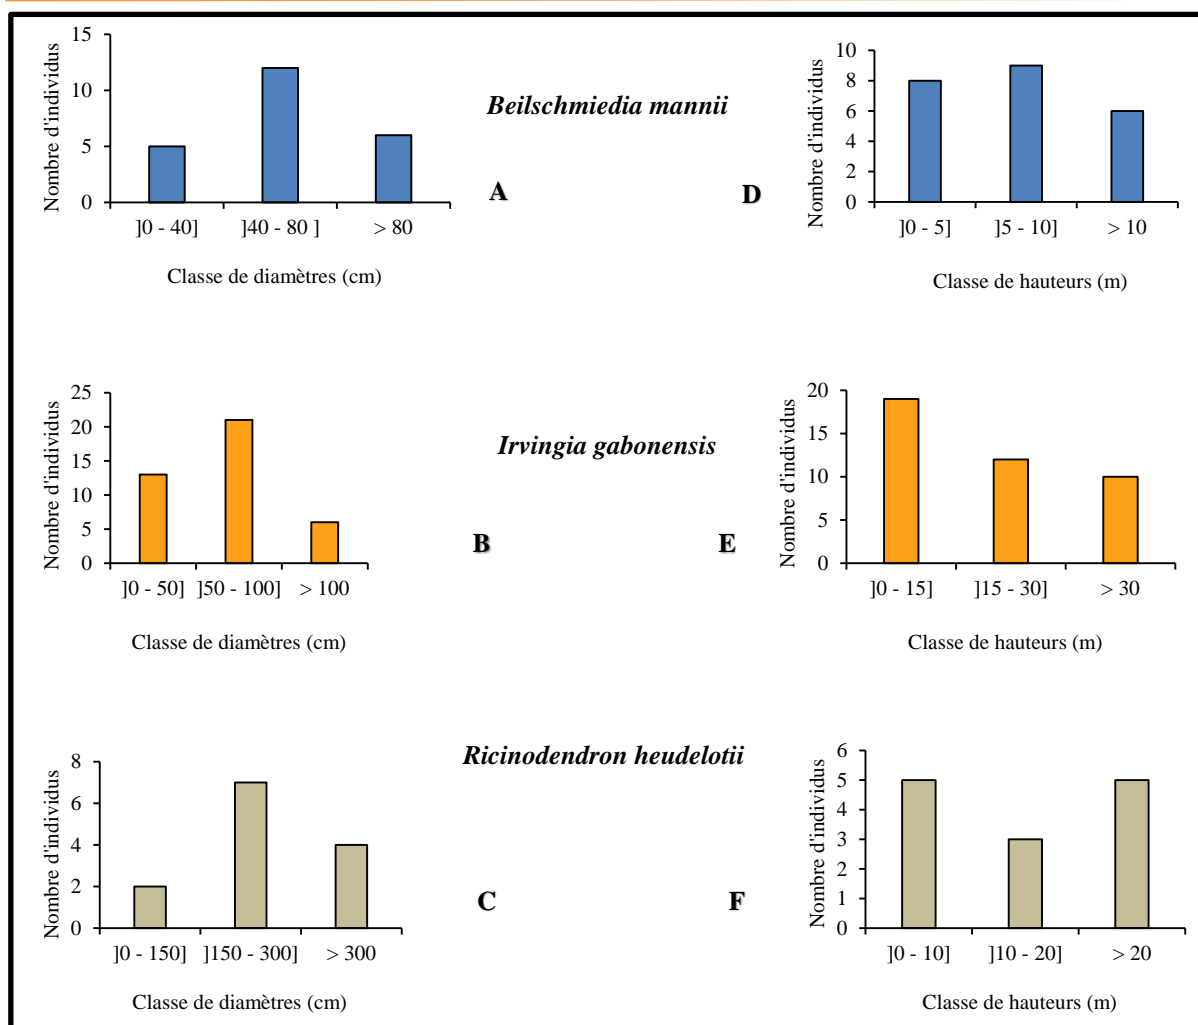 Nombre d'individus
15
10
5
0
]0 - 40]
]40 - 80 ]
> 80
Classe de diamètres (cm)
Beilschmiedia mannii
A
D
Nombre d'individus
10
8
6
4
2
0
]0 - 5]
]5 - 10]
> 10
Classe de hauteurs (m)
Nombre d'individus
25
20
15
10
5
0
]0 - 50]
]50 - 100]
> 100
Classe de diamètres (cm)
Irvingia gabonensis
B
E
Nombre d'individus
20
15
10
5
0
]0 - 15]
]15 - 30]
> 30
Classe de hauteurs (m)
Nombre d'individus
8
6
4
2
0
]0 - 150]
]150 - 300]
> 300
Classe de diamètres (cm)
Ricinodendron heudelotii
C
F
Nombre d'individus
6
5
4
3
2
1
0
]0 - 10]
]10 - 20]
> 20
Classe de hauteurs (m)